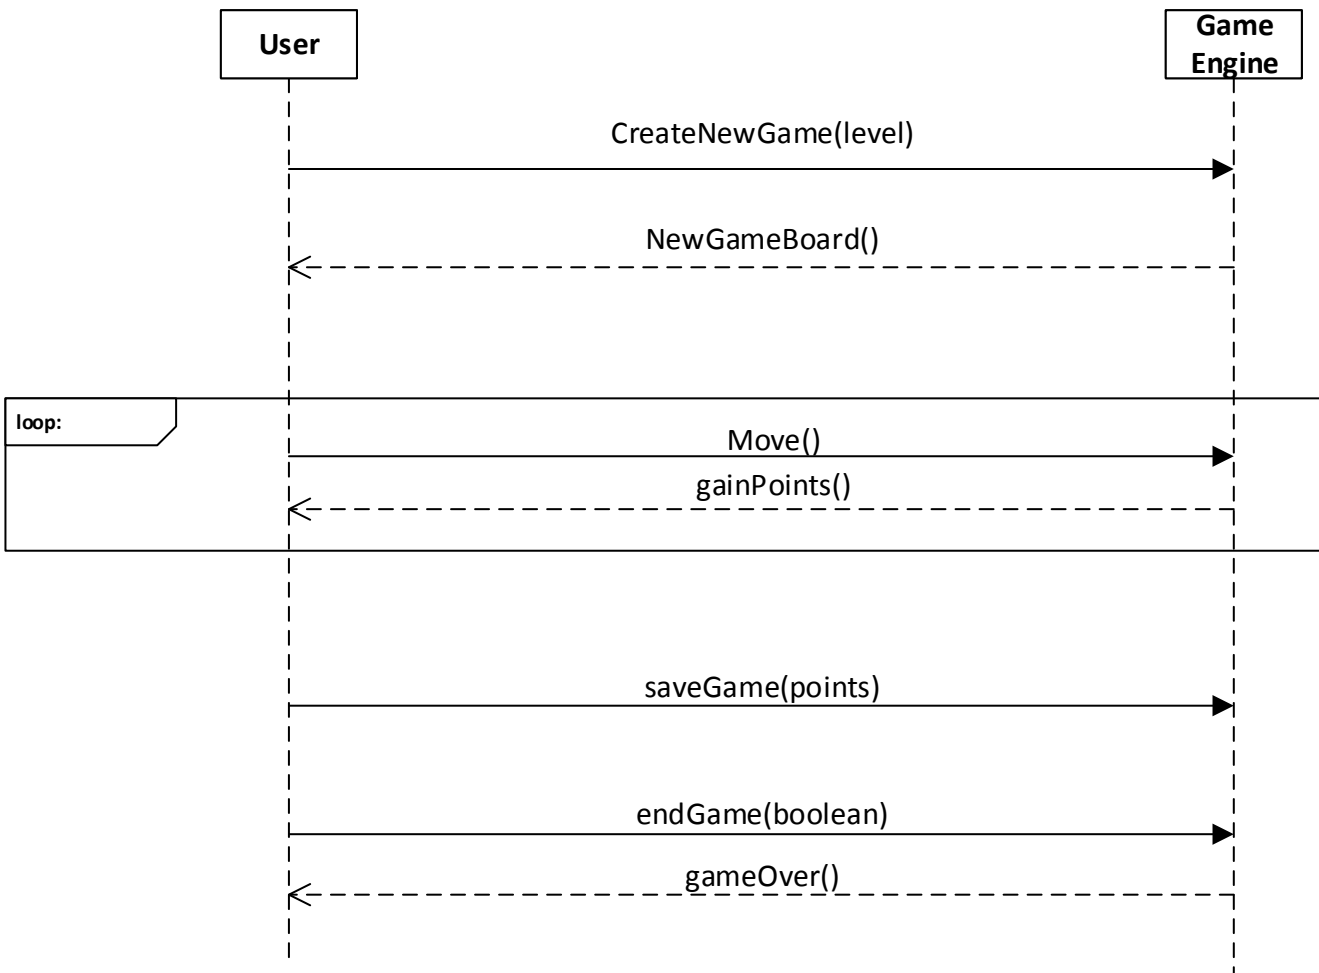 User
Game
Engine
CreateNewGame(level)
NewGameBoard()
loop:
Move()
gainPoints()
saveGame(points)
endGame(boolean)
gameOver()